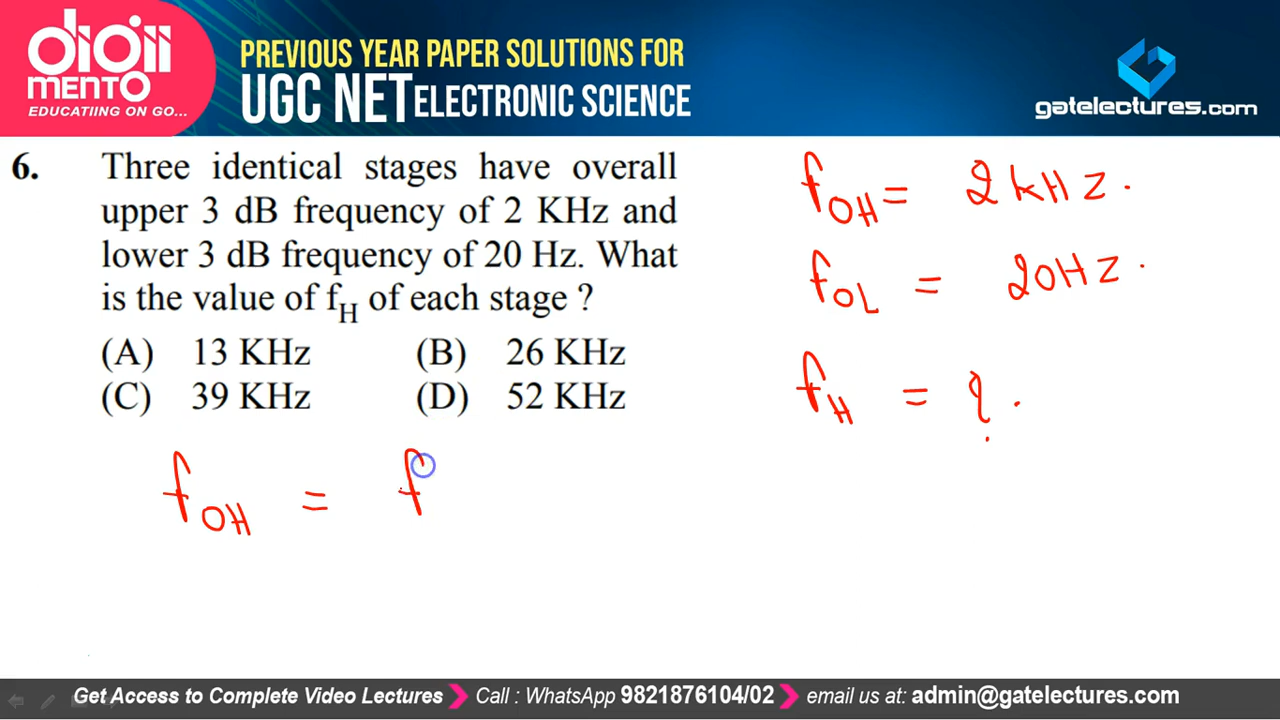 dioii
MENTO
EDUCATIING ON GO...
PREVIOUS YEAR PAPER SOLUTIONS FOR
UGC NET ELECTRONIC SCIENCE
gatelectures.com
6. Three identical stages have overall
upper 3 dB frequency of 2 KHz and
lower 3 dB frequency of 20 Hz. What
is the value of fH of each stage ?
(A) 13 KHz (B) 26 KHz
(C) 39 KHz (D) 52 KHz
fOH = 2 kHz.
fOL = 20Hz.
fH = ?.
fOH = f
Get Access to Complete Video Lectures Call : WhatsApp 9821876104/02 email us at: admin@gatelectures.com